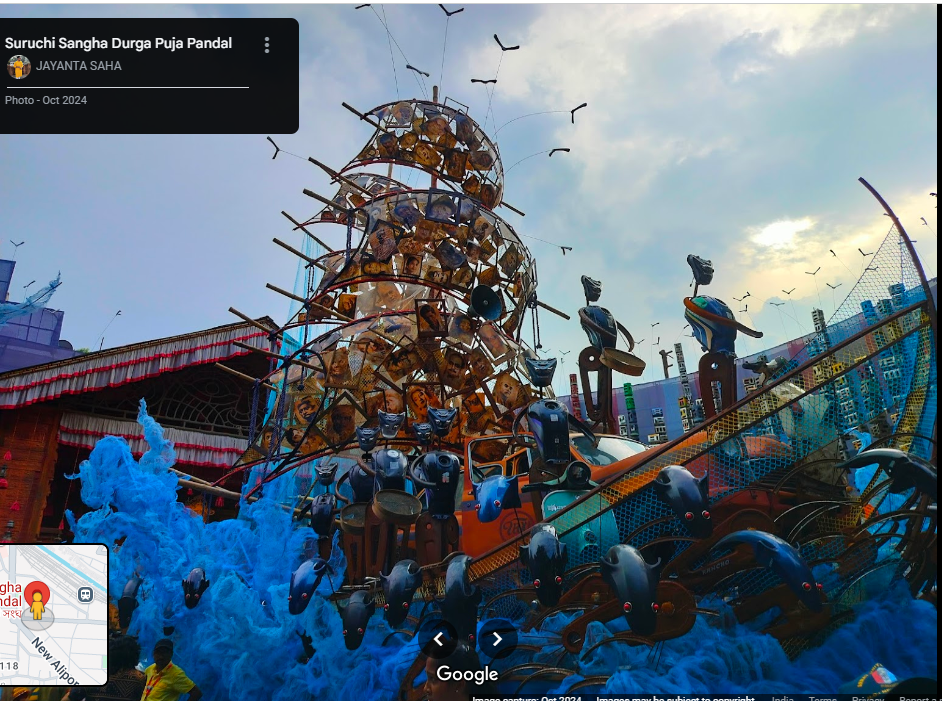 Suruchi Sangha Durga Puja Pandal
JAYANTA SAHA
Photo - Oct 2024
gha
ndal
সংঘ
118
New Alipor
Google
Image capture: Oct 2024 Images may be subject to copyright. India Terms Privacy Report a